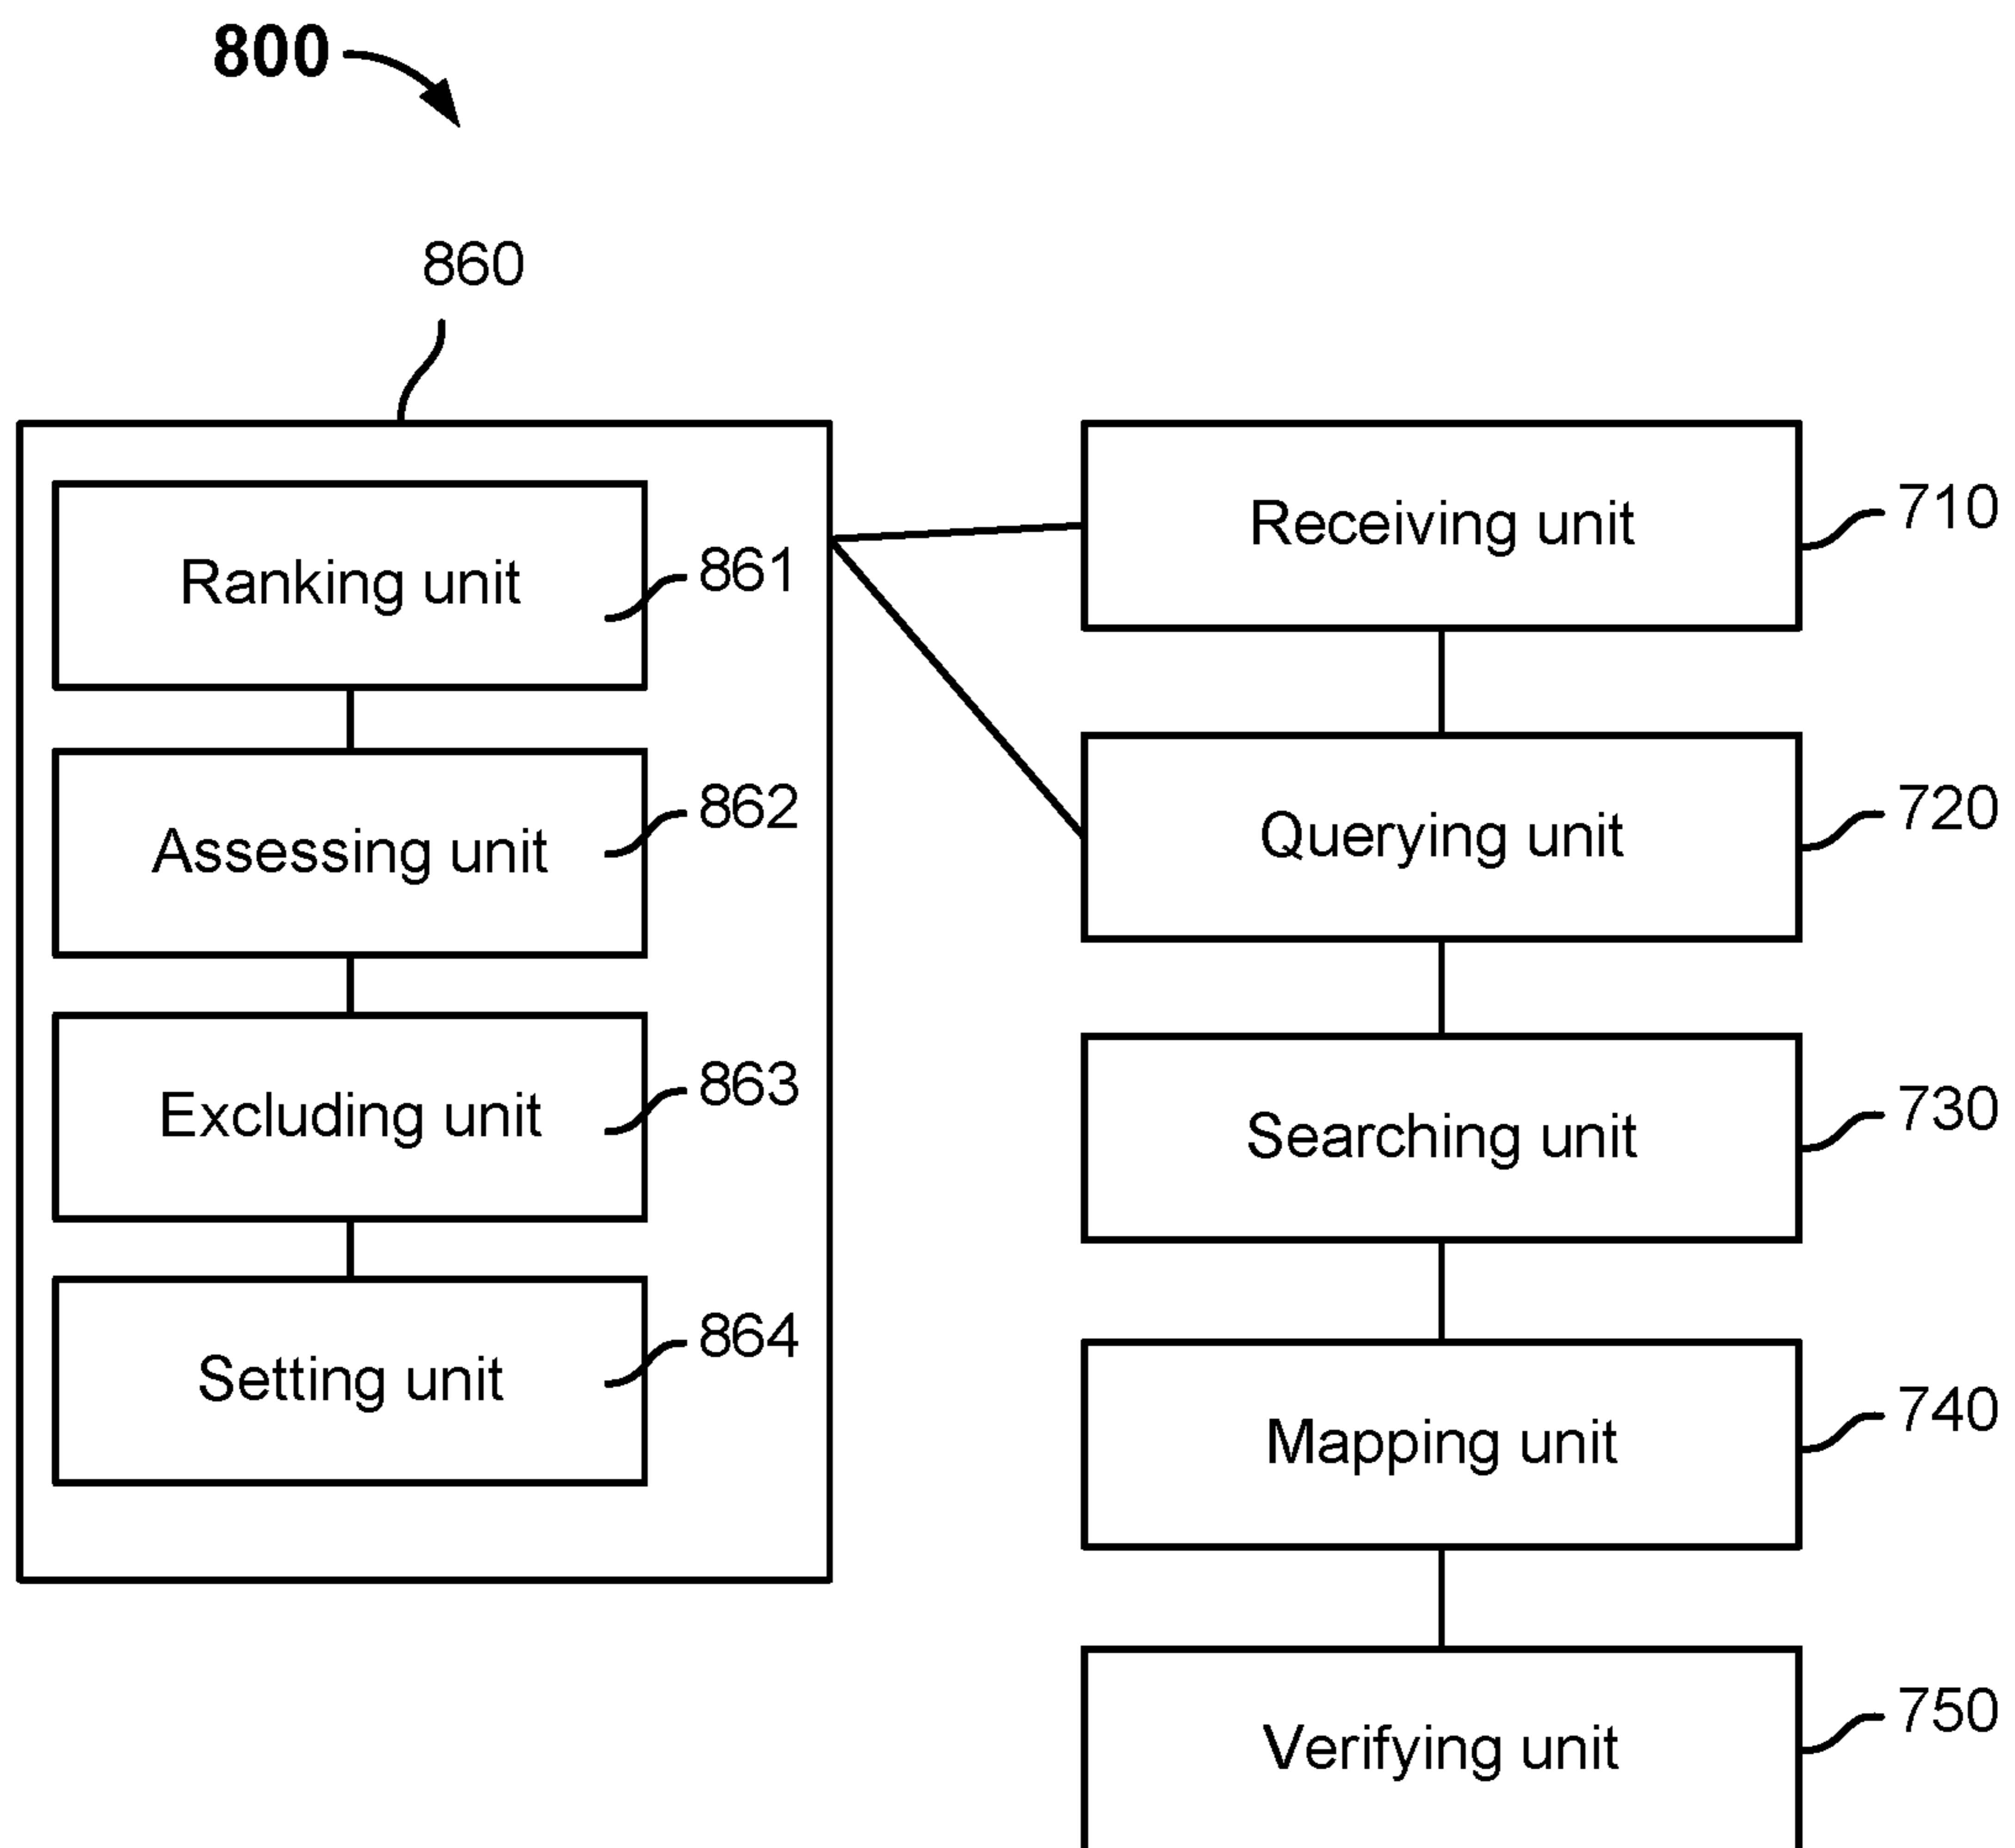 800
860
Ranking unit
861
Assessing unit
862
Excluding unit
863
Setting unit
864
Receiving unit
710
Querying unit
720
Searching unit
730
Mapping unit
740
Verifying unit
750